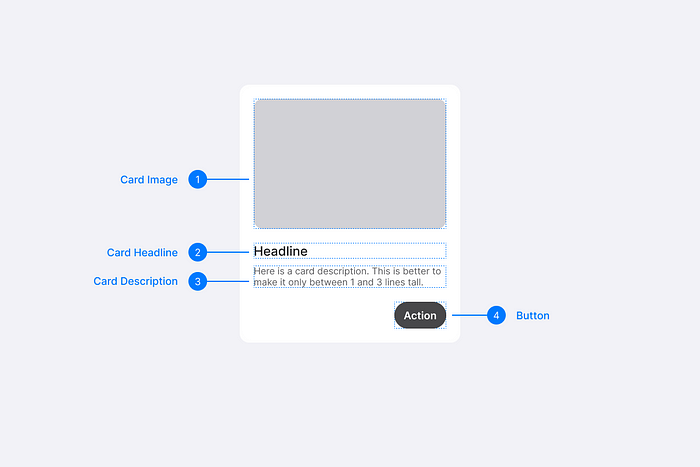 Card Image 1
Card Headline 2
Headline
Card Description 3
Here is a card description. This is better to
make it only between 1 and 3 lines tall.
Action
4 Button